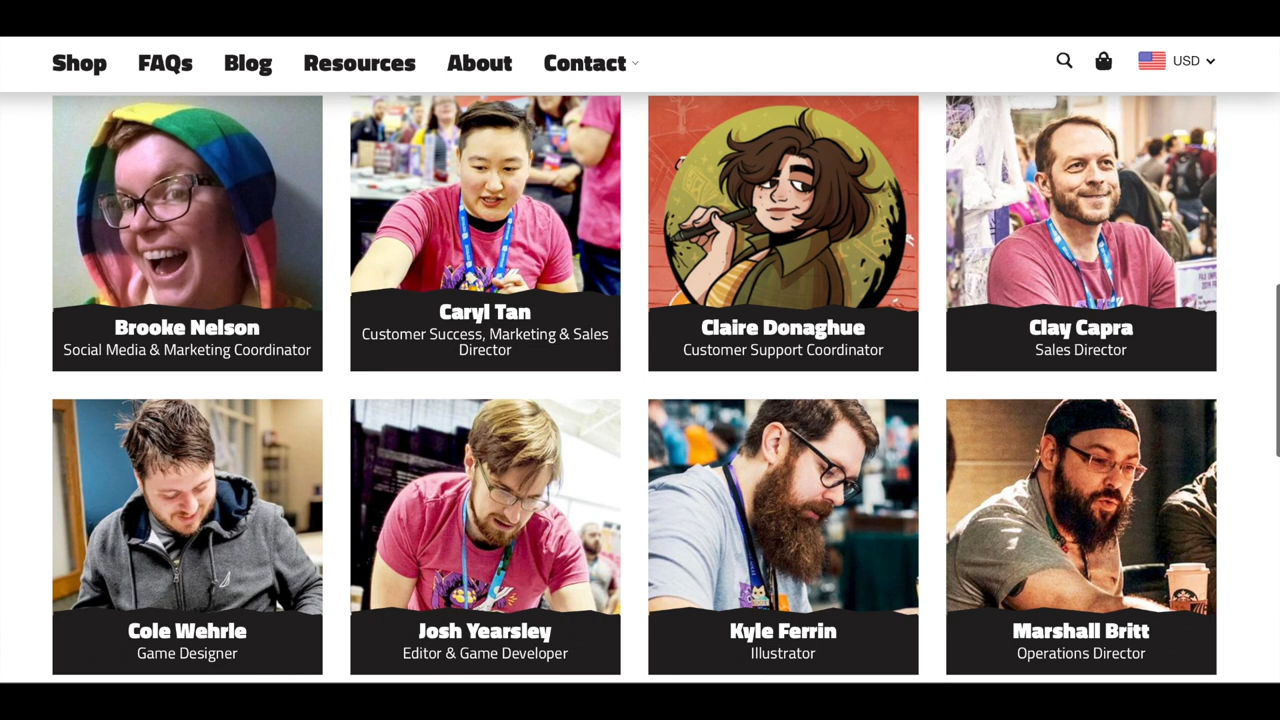 Shop FAQs Blog Resources About Contact USD
Brooke Nelson
Social Media & Marketing Coordinator
Caryl Tan
Customer Success, Marketing & Sales
Director
Claire Donaghue
Customer Support Coordinator
Clay Capra
Sales Director
Cole Wehrle
Game Designer
Josh Yearsley
Editor & Game Developer
Kyle Ferrin
Illustrator
Marshall Britt
Operations Director